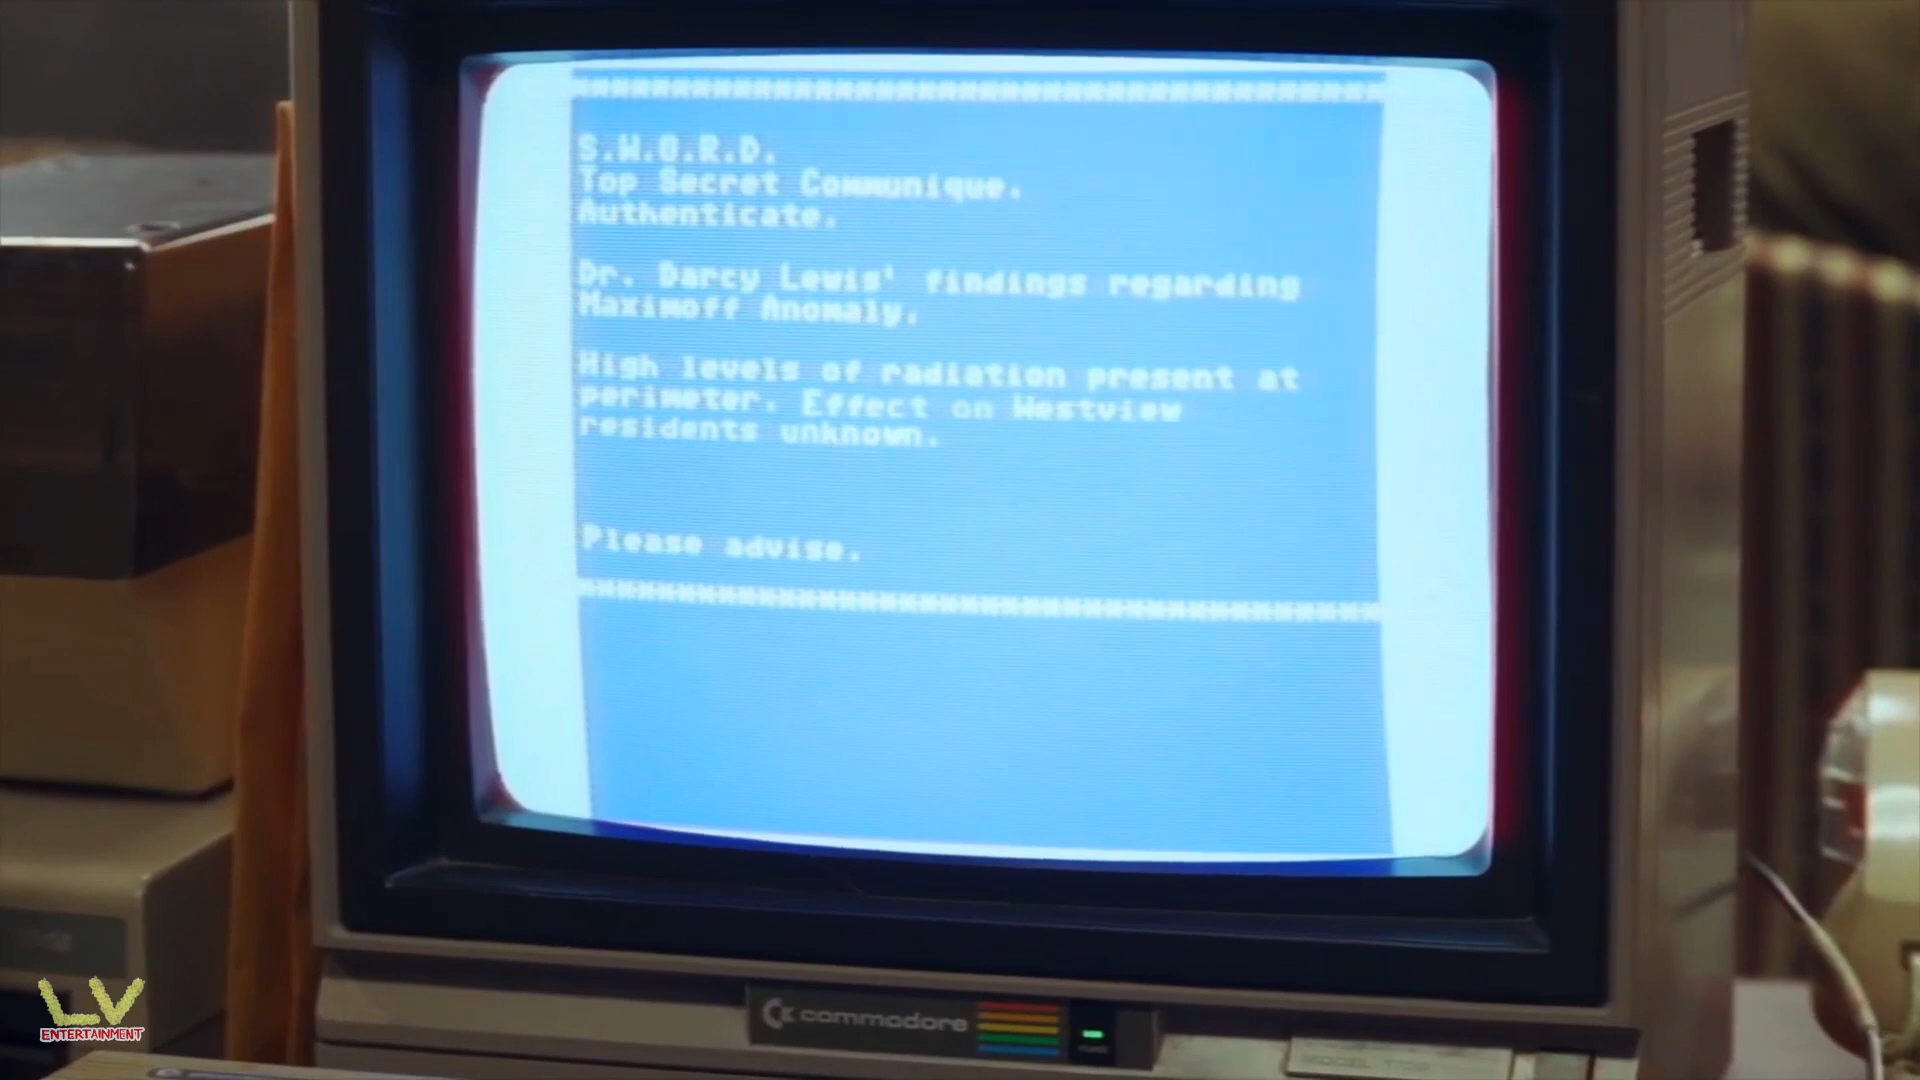 ****************************************
S.W.O.R.D.
Top Secret Communique.
Authenticate.
Dr. Darcy Lewis' findings regarding
Maximoff Anomaly.
High levels of radiation present at
perimeter. Effect on Westview
residents unknown.
Please advise.
****************************************
commodore
LV
ENTERTAINMENT